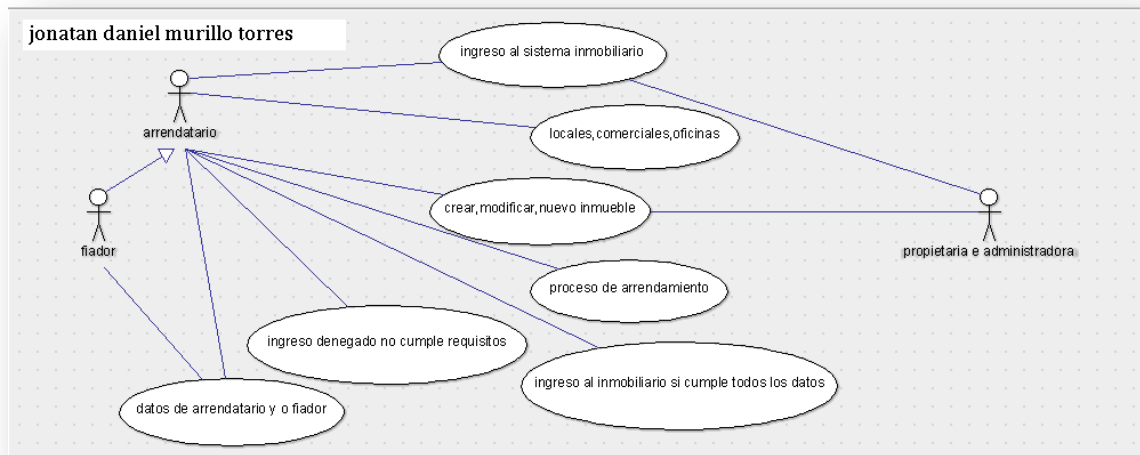 jonatan daniel murillo torres
ingreso al sistema inmobiliario
arrendatario
locales,comerciales,oficinas
crear,modificar,nuevo inmueble
fiador
propietaria e administradora
proceso de arrendamiento
ingreso denegado no cumple requisitos
ingreso al inmobiliario si cumple todos los datos
datos de arrendatario y o fiador